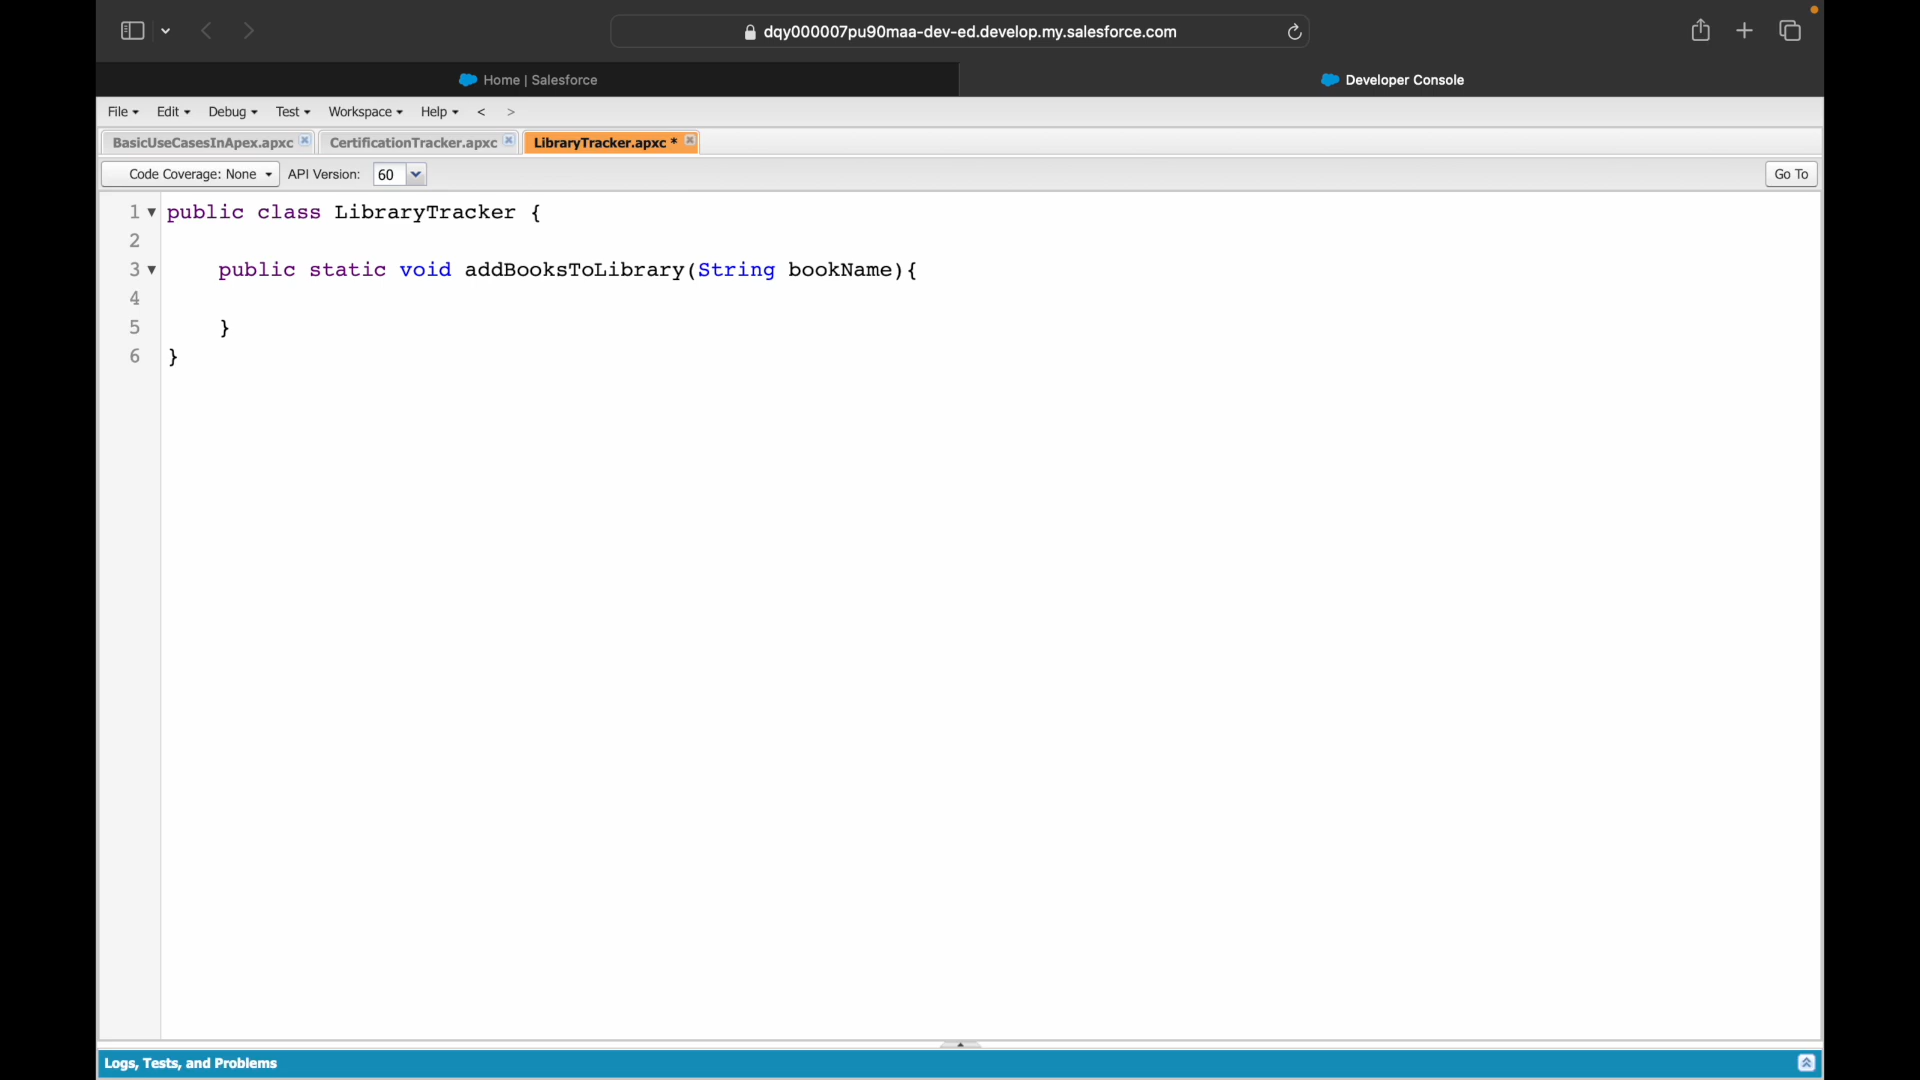 dqy000007pu90maa-dev-ed.develop.my.salesforce.com
Home | Salesforce
Developer Console
File Edit Debug Test Workspace Help < >
BasicUseCasesInApex.apxc CertificationTracker.apxc LibraryTracker.apxc *
Code Coverage: None API Version: 60 Go To
1 public class LibraryTracker {
2
3 public static void addBooksToLibrary(String bookName){
4
5 }
6 }
Logs, Tests, and Problems